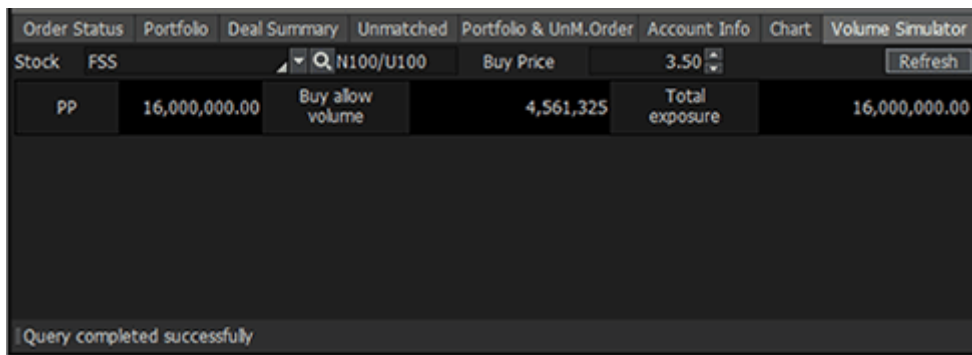 Order Status Portfolio Deal Summary Unmatched Portfolio & UnM.Order Account Info Chart Volume Simulator
Stock FSS N100/U100 Buy Price 3.50 Refresh
PP 16,000,000.00 Buy allow volume 4,561,325 Total exposure 16,000,000.00
Query completed successfully